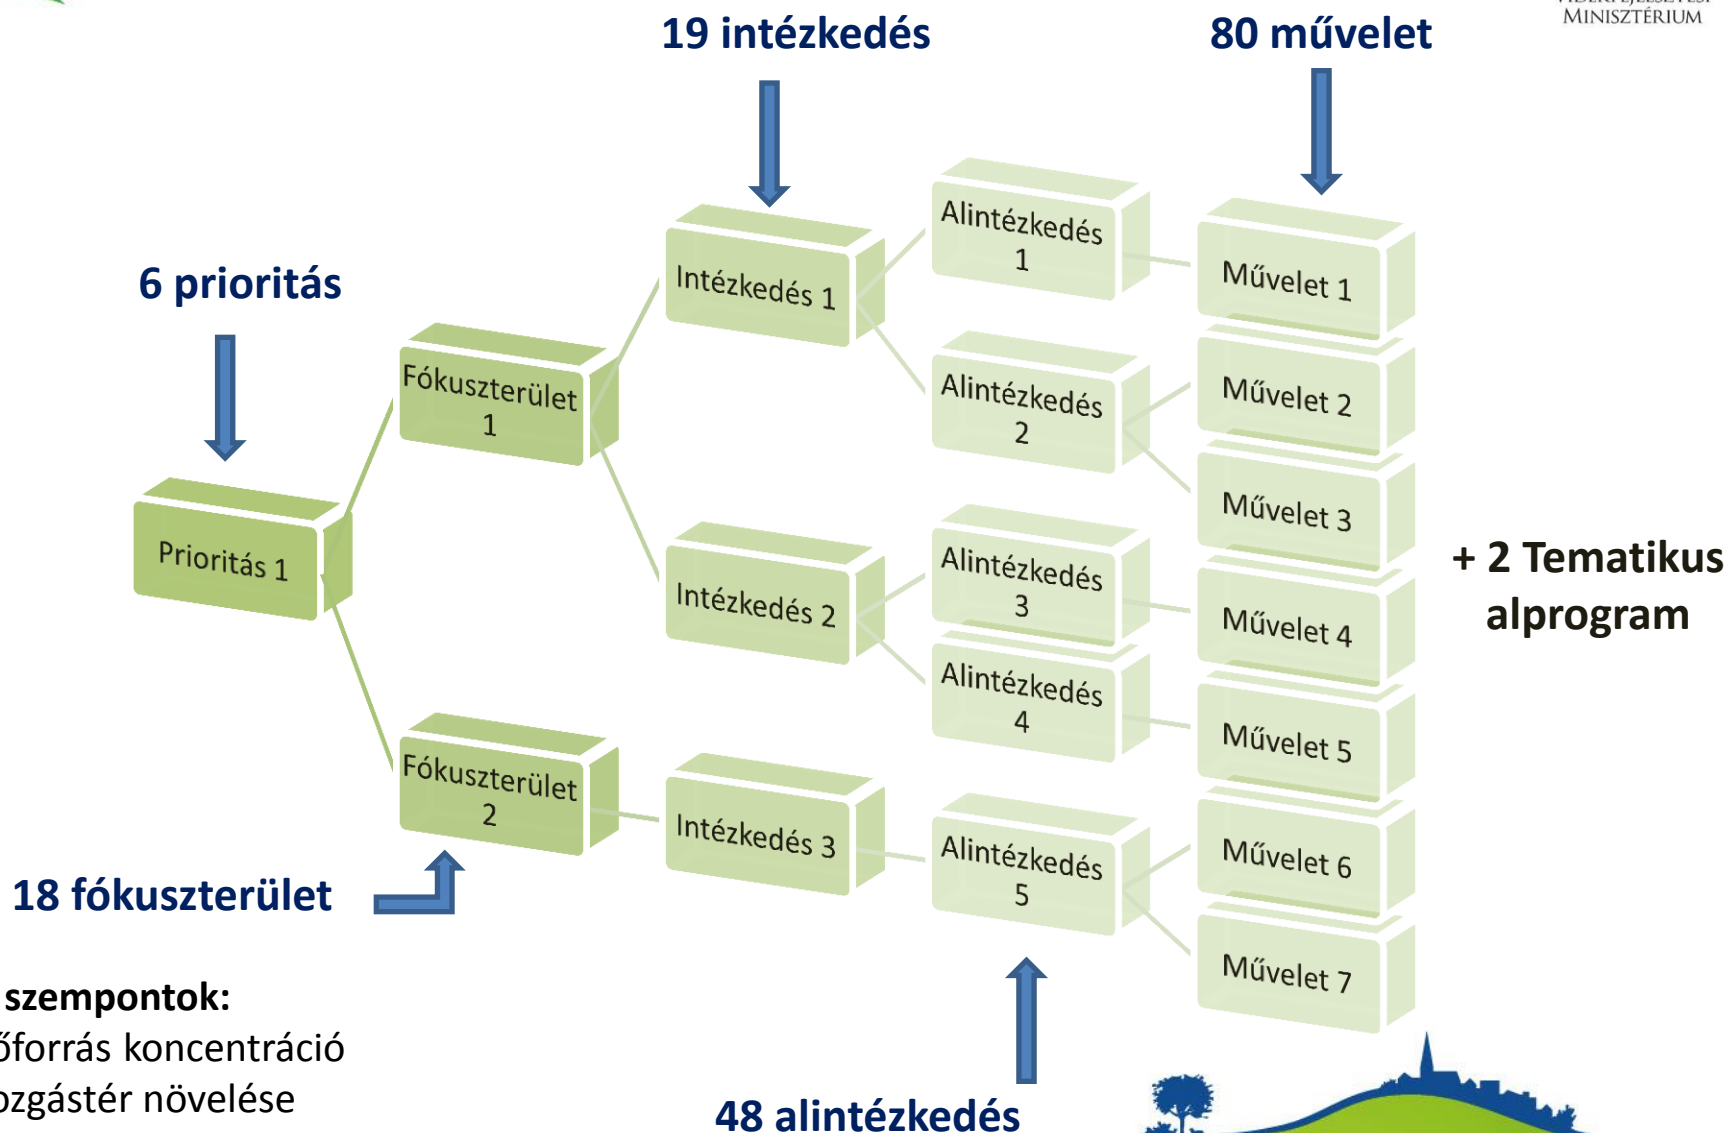 MINISZTÉRIUM
19 intézkedés
80 művelet
6 prioritás
18 fókuszterület
48 alintézkedés
+ 2 Tematikus
alprogram
Prioritás 1
Fókuszterület
1
Fókuszterület
2
Intézkedés 1
Intézkedés 2
Intézkedés 3
Alintézkedés
1
Alintézkedés
2
Alintézkedés
3
Alintézkedés
4
Alintézkedés
5
Művelet 1
Művelet 2
Művelet 3
Művelet 4
Művelet 5
Művelet 6
Művelet 7
szempontok:
őforrás koncentráció
ozgástér növelése